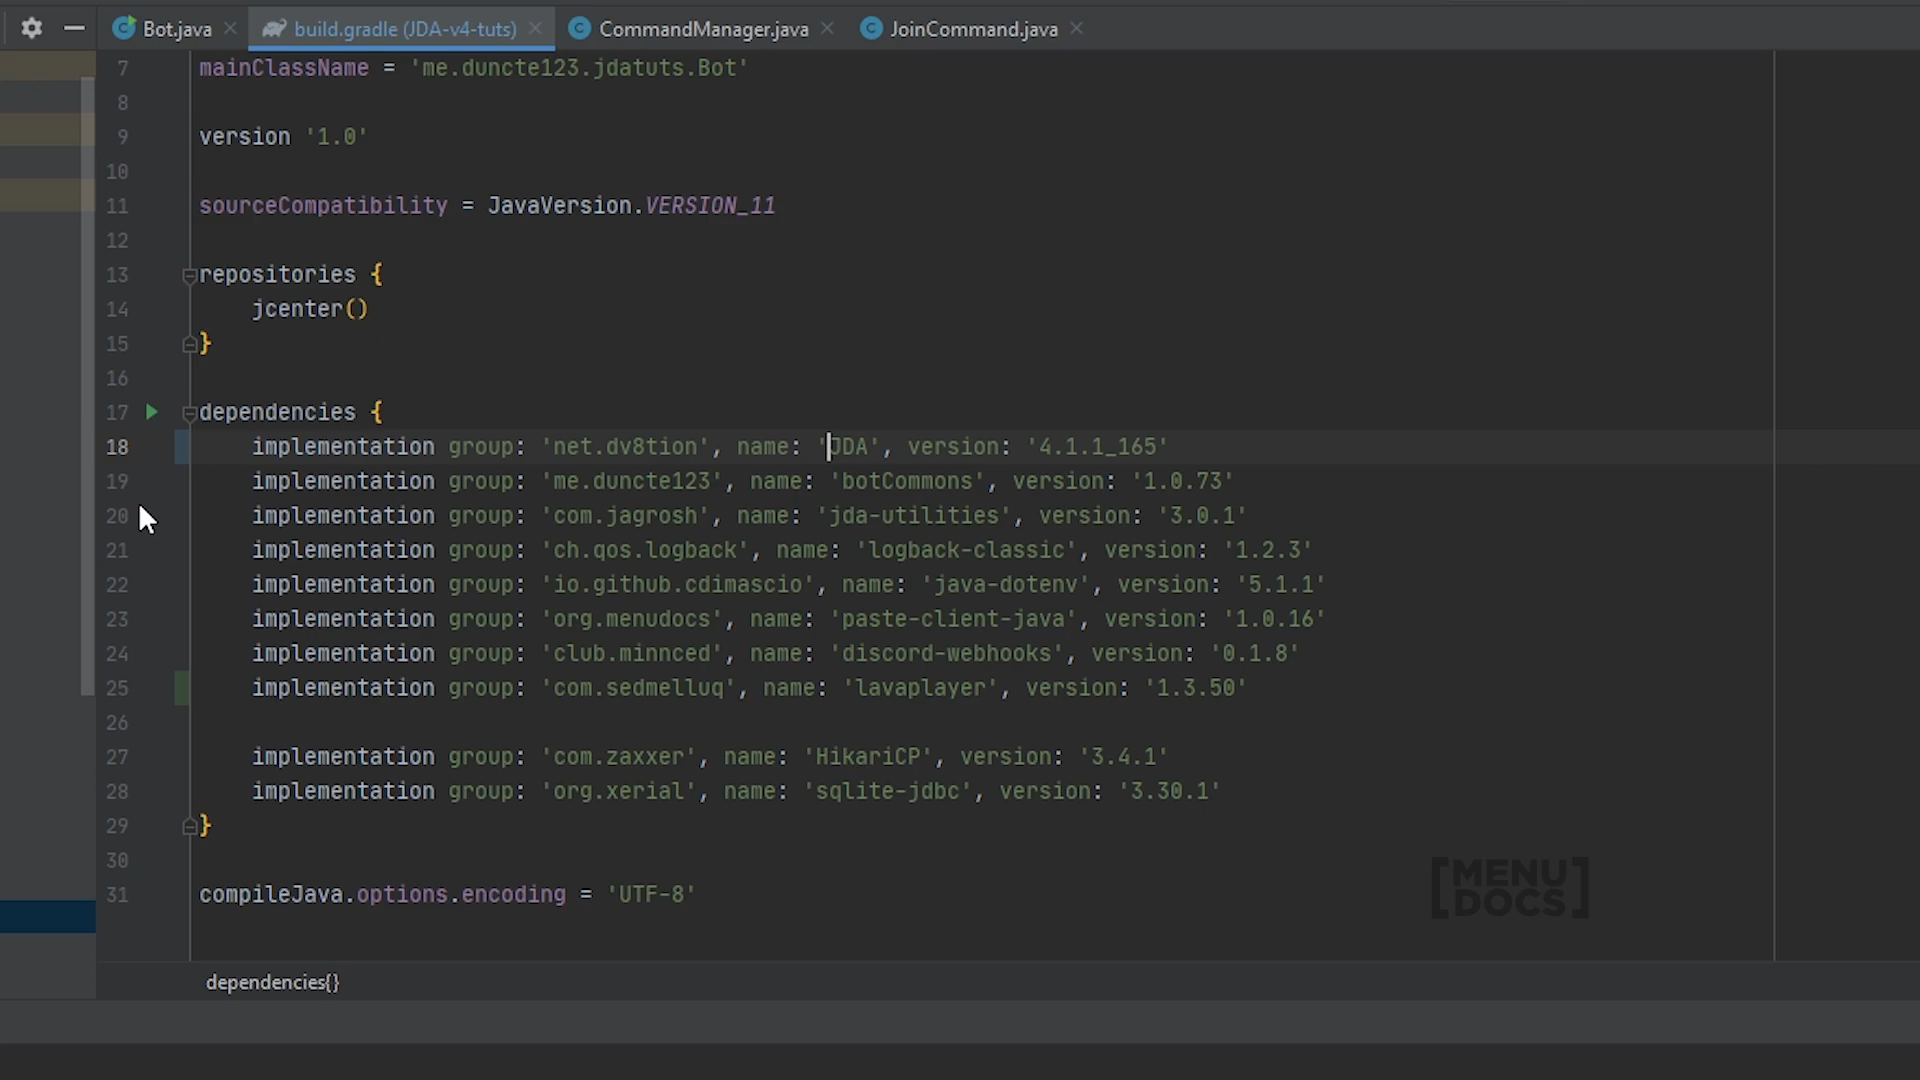 Bot.java build.gradle (JDA-v4-tuts) CommandManager.java JoinCommand.java
7 mainClassName = 'me.duncte123.jdatuts.Bot'
8
9 version '1.0'
10
11 sourceCompatibility = JavaVersion.VERSION_11
12
13 repositories {
14 jcenter()
15 }
16
17 dependencies {
18 implementation group: 'net.dv8tion', name: 'JDA', version: '4.1.1_165'
19 implementation group: 'me.duncte123', name: 'botCommons', version: '1.0.73'
20 implementation group: 'com.jagrosh', name: 'jda-utilities', version: '3.0.1'
21 implementation group: 'ch.qos.logback', name: 'logback-classic', version: '1.2.3'
22 implementation group: 'io.github.cdimascio', name: 'java-dotenv', version: '5.1.1'
23 implementation group: 'org.menudocs', name: 'paste-client-java', version: '1.0.16'
24 implementation group: 'club.minnced', name: 'discord-webhooks', version: '0.1.8'
25 implementation group: 'com.sedmelluq', name: 'lavaplayer', version: '1.3.50'
26
27 implementation group: 'com.zaxxer', name: 'HikariCP', version: '3.4.1'
28 implementation group: 'org.xerial', name: 'sqlite-jdbc', version: '3.30.1'
29 }
30
31 compileJava.options.encoding = 'UTF-8'
[MENU
DOCS]
dependencies{}